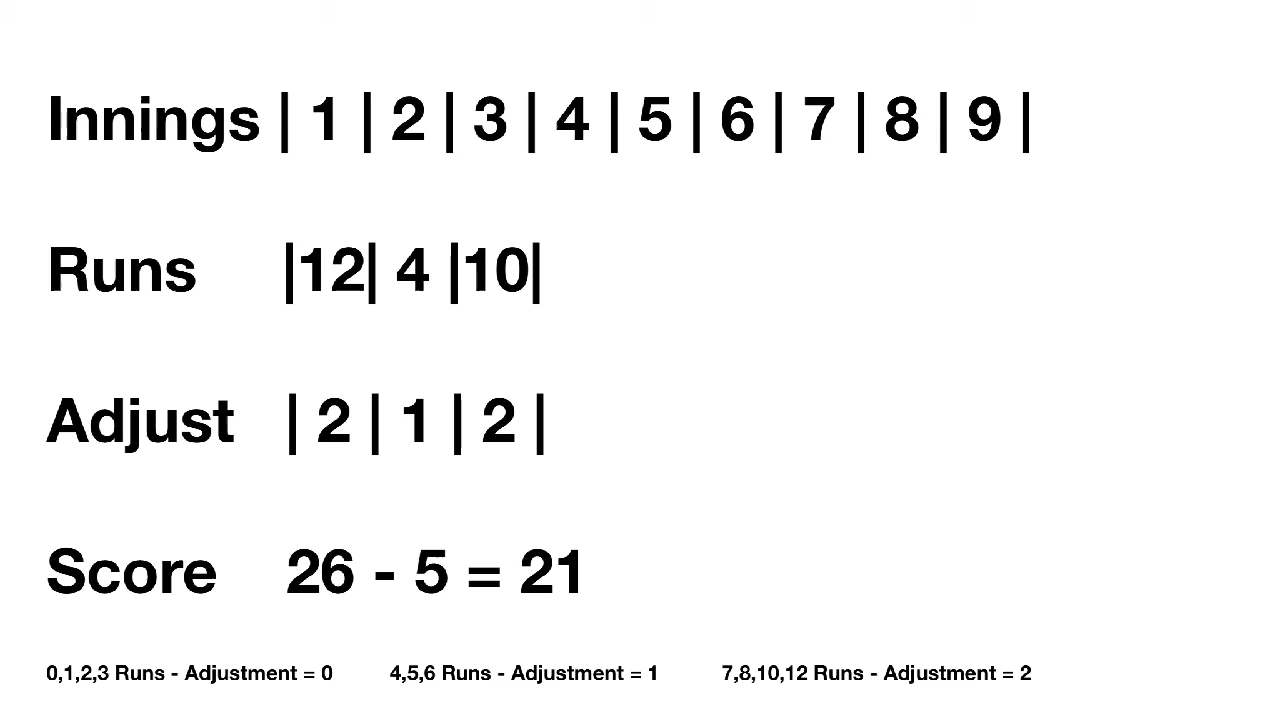 Innings | 1 | 2 | 3 | 4 | 5 | 6 | 7 | 8 | 9 |
Runs |12| 4 |10|
Adjust | 2 | 1 | 2 |
Score 26 - 5 = 21
0,1,2,3 Runs - Adjustment = 0 4,5,6 Runs - Adjustment = 1 7,8,10,12 Runs - Adjustment = 2